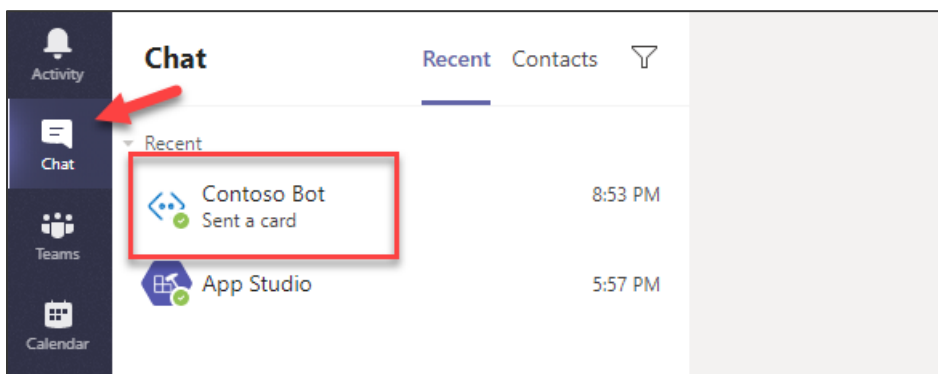 Activity
Chat
Teams
Calendar
Chat
Recent Contacts
Recent
Contoso Bot 8:53 PM
Sent a card
App Studio 5:57 PM